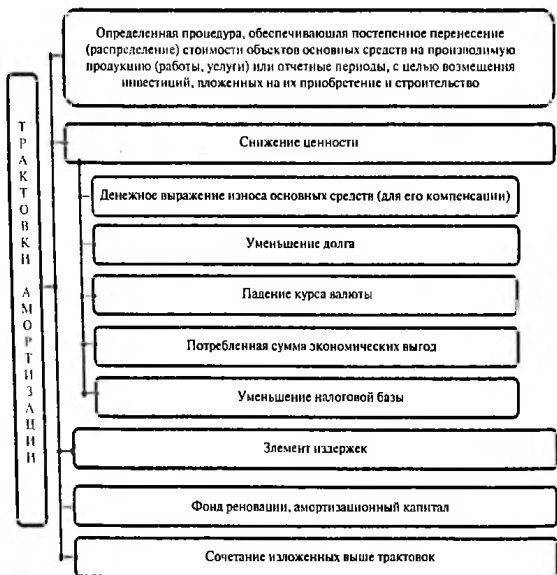 Определенная процедура, обеспечивающая постепенное перенесение
(распределение) стоимости объектов основных средств на производимую
продукцию (работы, услуги) или отчетные периоды, с целью возмещения
инвестиций, вложенных на их приобретение и строительство
ТРАКТОВКИ АМОРТИЗАЦИИ
Снижение ценности
Денежное выражение износа основных средств (для его компенсации)
Уменьшение долга
Падение курса валюты
Потребленная сумма экономических выгод
Уменьшение налоговой базы
Элемент издержек
Фонд реновации, амортизационный капитал
Сочетание изложенных выше трактовок